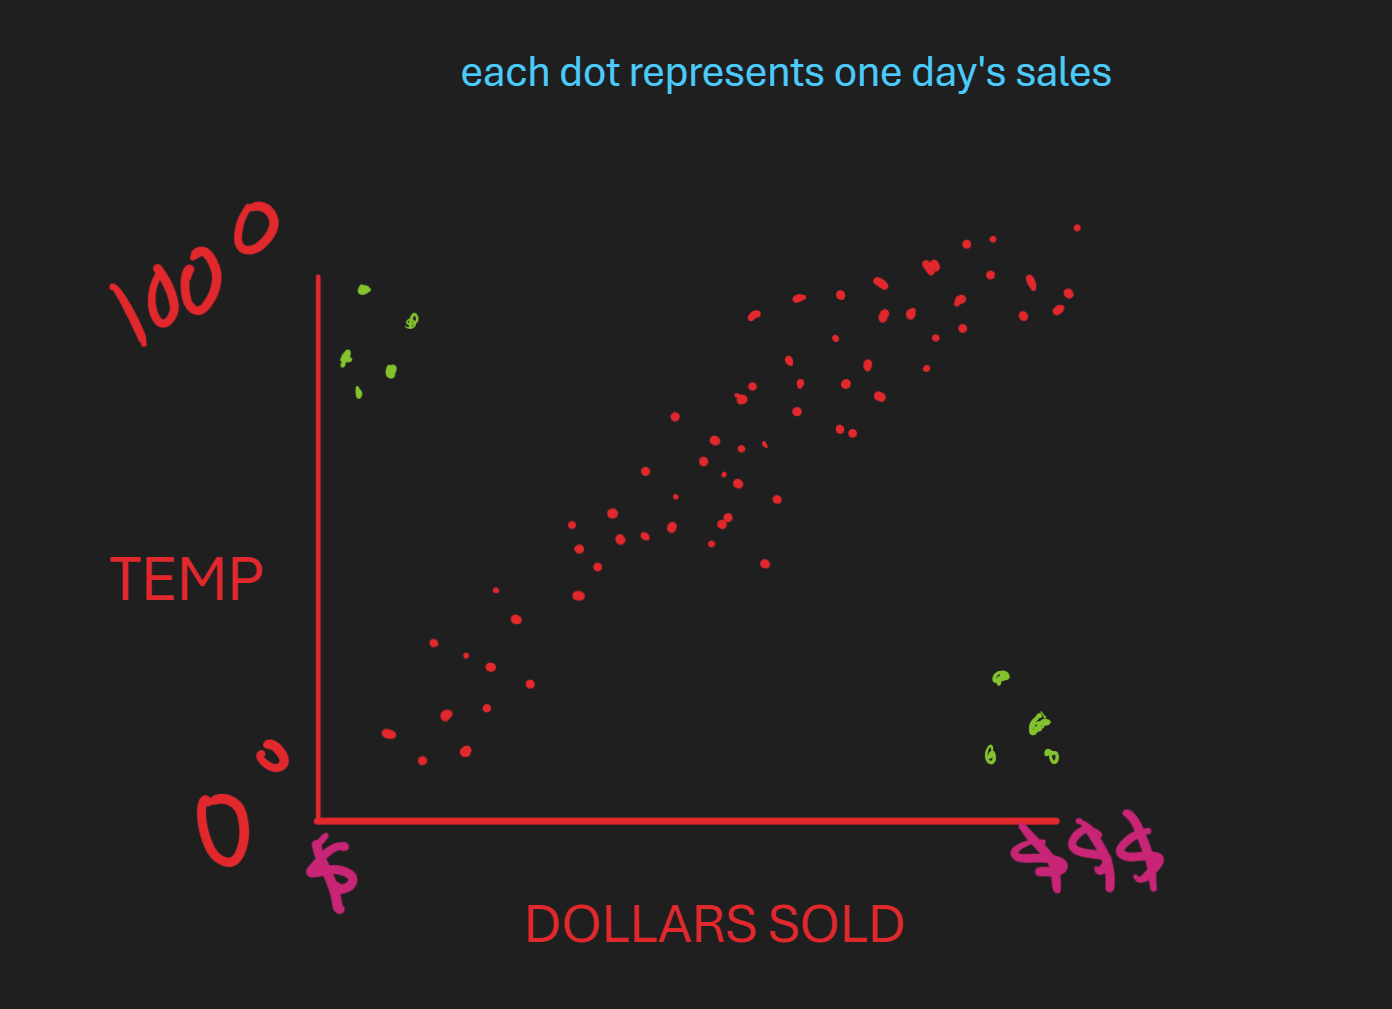 each dot represents one day's sales
100°
TEMP
0°
$ $$$
DOLLARS SOLD